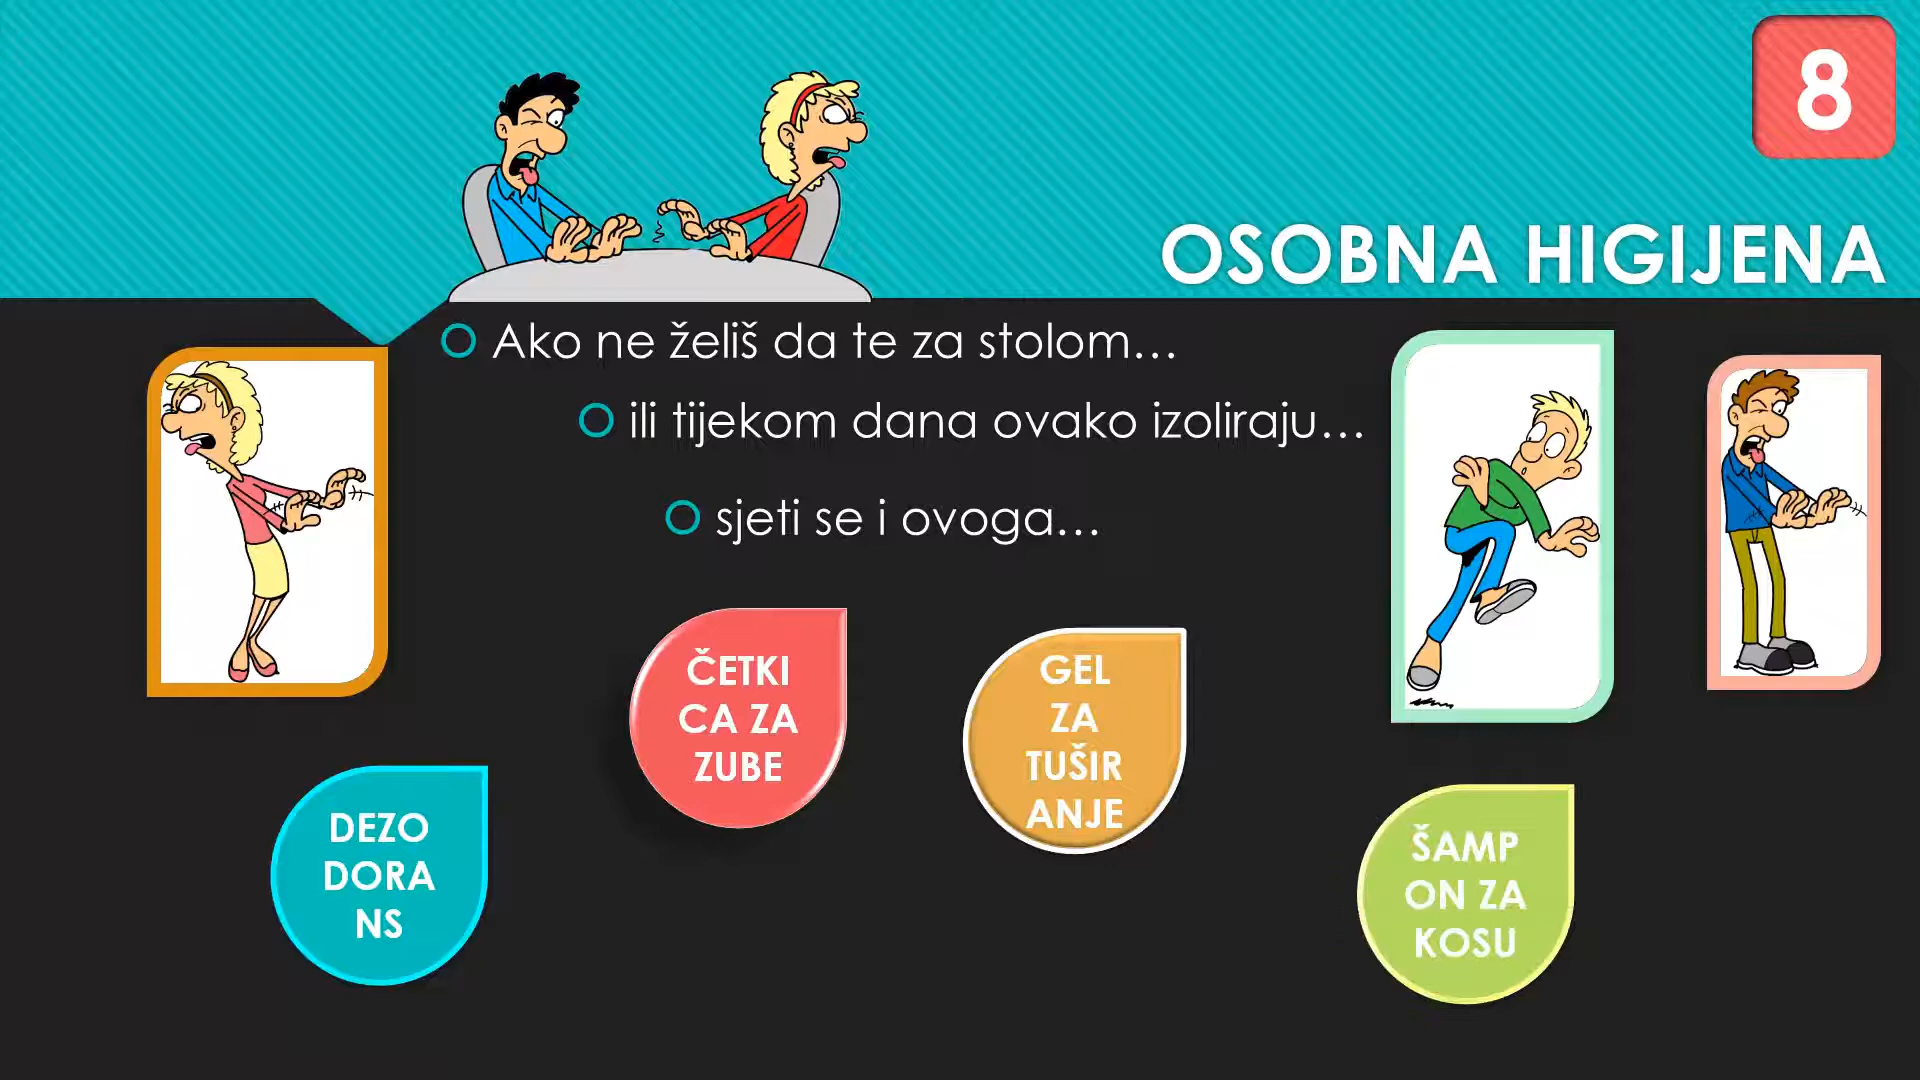 8
OSOBNA HIGIJENA
Ako ne želiš da te za stolom...
ili tijekom dana ovako izoliraju...
sjeti se i ovoga...
DEZO
DORA
NS
ČETKI
CA ZA
ZUBE
GEL
ZA
TUŠIR
ANJE
ŠAMP
ON ZA
KOSU